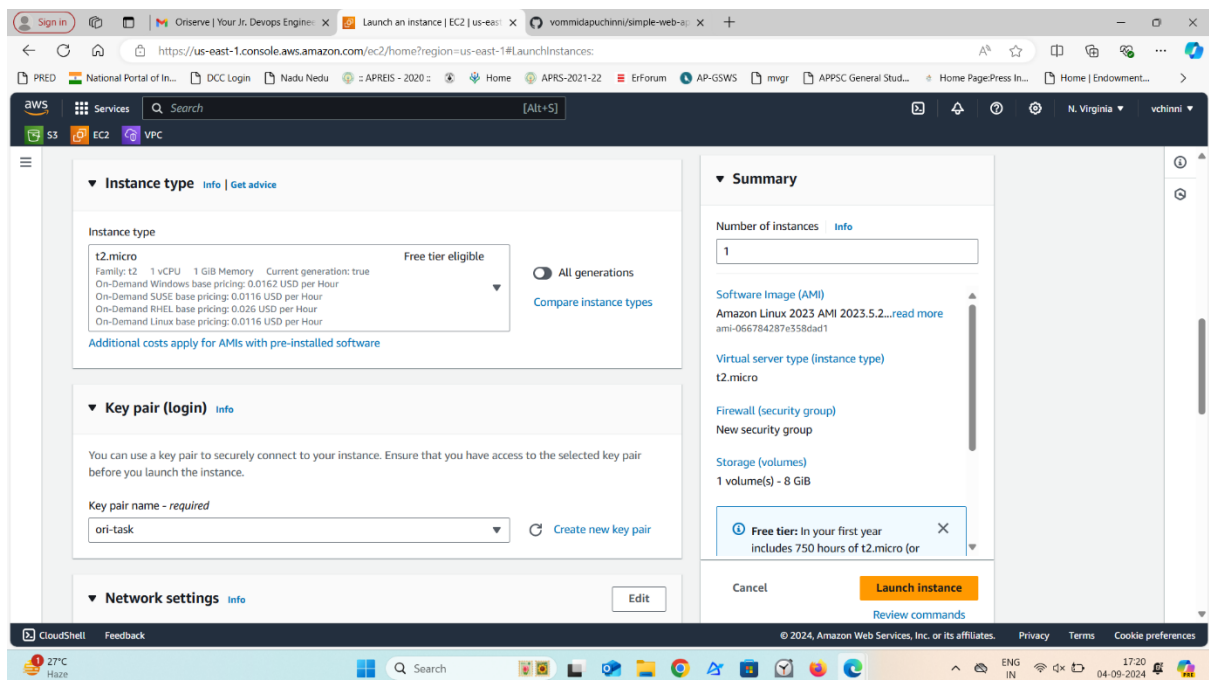 Sign in
Oriserve | Your Jr. Devops Enginee
Launch an instance | EC2 | us-east
vommidapuchinni/simple-web-ap
https://us-east-1.console.aws.amazon.com/ec2/home?region=us-east-1#LaunchInstances:
PRED
National Portal of In...
DCC Login
Nadu Nedu
:: APREIS - 2020 ::
Home
APRS-2021-22
ErForum
AP-GSWS
mvgr
APPSC General Stud...
Home Page:Press In...
Home | Endowment...
aws
Services
Search
[Alt+S]
N. Virginia
vchinni
S3
EC2
VPC
Instance type Info | Get advice
Instance type
t2.micro
Free tier eligible
Family: t2 1 vCPU 1 GiB Memory Current generation: true
On-Demand Windows base pricing: 0.0162 USD per Hour
On-Demand SUSE base pricing: 0.0116 USD per Hour
On-Demand RHEL base pricing: 0.026 USD per Hour
On-Demand Linux base pricing: 0.0116 USD per Hour
All generations
Compare instance types
Additional costs apply for AMIs with pre-installed software
Key pair (login) Info
You can use a key pair to securely connect to your instance. Ensure that you have access to the selected key pair
before you launch the instance.
Key pair name - required
ori-task
Create new key pair
Network settings Info
Edit
Summary
Number of instances Info
1
Software Image (AMI)
Amazon Linux 2023 AMI 2023.5.2...read more
ami-066784287e358dad1
Virtual server type (instance type)
t2.micro
Firewall (security group)
New security group
Storage (volumes)
1 volume(s) - 8 GiB
Free tier: In your first year
includes 750 hours of t2.micro (or
Cancel
Launch instance
Review commands
CloudShell
Feedback
© 2024, Amazon Web Services, Inc. or its affiliates.
Privacy
Terms
Cookie preferences
27°C
Haze
Search
ENG
IN
17:20
04-09-2024
PRE